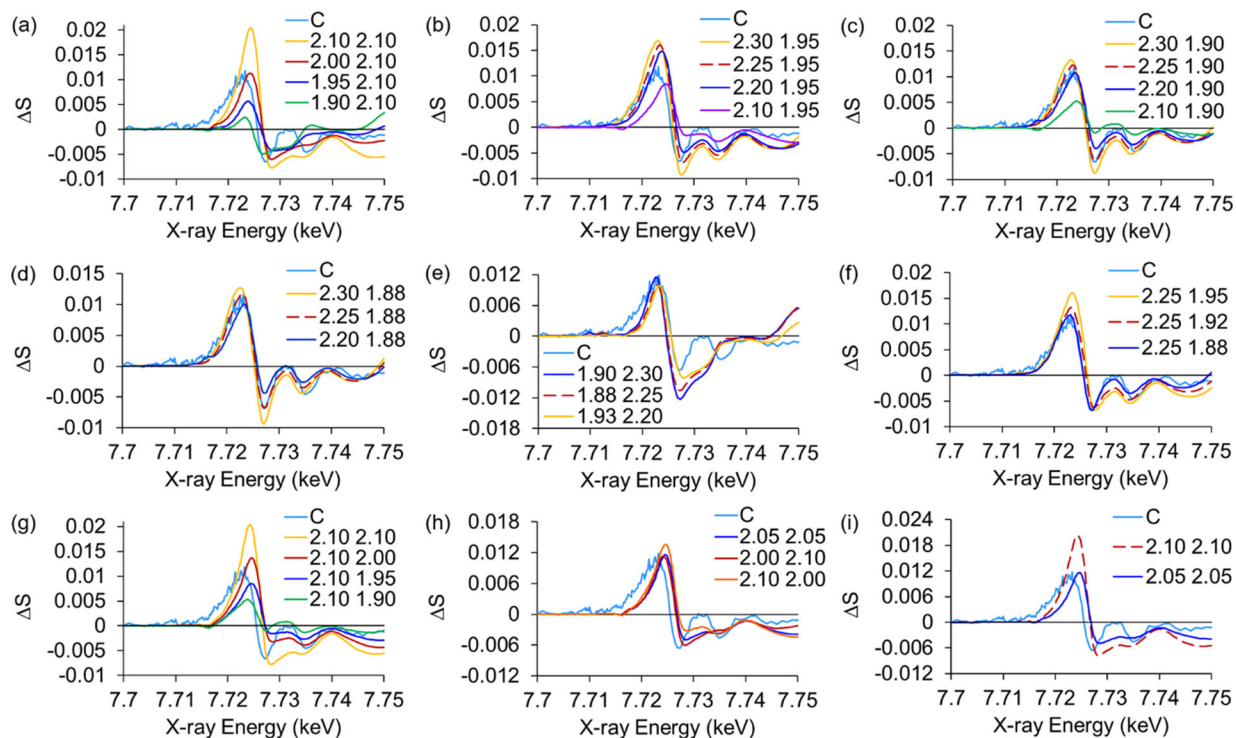 (a)
ΔS
0.02
0.015
0.01
0.005
0
-0.005
-0.01
C
2.10 2.10
2.00 2.10
1.95 2.10
1.90 2.10
7.7 7.71 7.72 7.73 7.74 7.75
X-ray Energy (keV)
(b)
ΔS
0.02
0.015
0.01
0.005
0
-0.005
-0.01
C
2.30 1.95
2.25 1.95
2.20 1.95
2.10 1.95
7.7 7.71 7.72 7.73 7.74 7.75
X-ray Energy (keV)
(c)
ΔS
0.02
0.015
0.01
0.005
0
-0.005
-0.01
C
2.30 1.90
2.25 1.90
2.20 1.90
2.10 1.90
7.7 7.71 7.72 7.73 7.74 7.75
X-ray Energy (keV)
(d)
ΔS
0.015
0.01
0.005
0
-0.005
-0.01
C
2.30 1.88
2.25 1.88
2.20 1.88
7.7 7.71 7.72 7.73 7.74 7.75
X-ray Energy (keV)
(e)
ΔS
0.012
0.006
0
-0.006
-0.012
-0.018
C
1.90 2.30
1.88 2.25
1.93 2.20
7.7 7.71 7.72 7.73 7.74 7.75
X-ray Energy (keV)
(f)
ΔS
0.02
0.015
0.01
0.005
0
-0.005
-0.01
C
2.25 1.95
2.25 1.92
2.25 1.88
7.7 7.71 7.72 7.73 7.74 7.75
X-ray Energy (keV)
(g)
ΔS
0.02
0.015
0.01
0.005
0
-0.005
-0.01
C
2.10 2.10
2.10 2.00
2.10 1.95
2.10 1.90
7.7 7.71 7.72 7.73 7.74 7.75
X-ray Energy (keV)
(h)
ΔS
0.018
0.012
0.006
0.000
-0.006
-0.012
C
2.05 2.05
2.00 2.10
2.10 2.00
7.7 7.71 7.72 7.73 7.74 7.75
X-ray Energy (keV)
(i)
ΔS
0.024
0.018
0.012
0.006
0.000
-0.006
-0.012
C
2.10 2.10
2.05 2.05
7.7 7.71 7.72 7.73 7.74 7.75
X-ray Energy (keV)